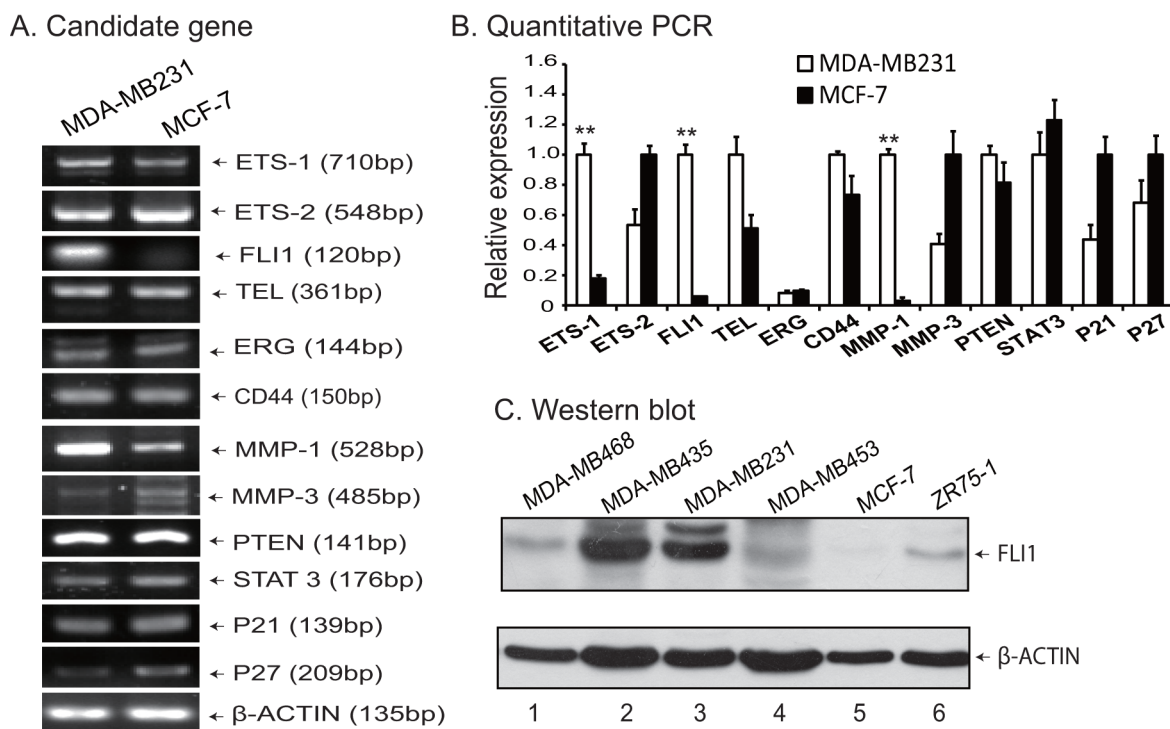 A. Candidate gene
MDA-MB231
MCF-7
← ETS-1 (710bp)
← ETS-2 (548bp)
← FLI1 (120bp)
← TEL (361bp)
← ERG (144bp)
← CD44 (150bp)
← MMP-1 (528bp)
← MMP-3 (485bp)
← PTEN (141bp)
← STAT 3 (176bp)
← P21 (139bp)
← P27 (209bp)
← β-ACTIN (135bp)
B. Quantitative PCR
Relative expression
1.6
1.4
1.2
1.0
0.8
0.6
0.4
0.2
0
MDA-MB231
MCF-7
**
**
**
ETS-1
ETS-2
FLI1
TEL
ERG
CD44
MMP-1
MMP-3
PTEN
STAT3
P21
P27
C. Western blot
MDA-MB468
MDA-MB435
MDA-MB231
MDA-MB453
MCF-7
ZR75-1
← FLI1
← β-ACTIN
1 2 3 4 5 6